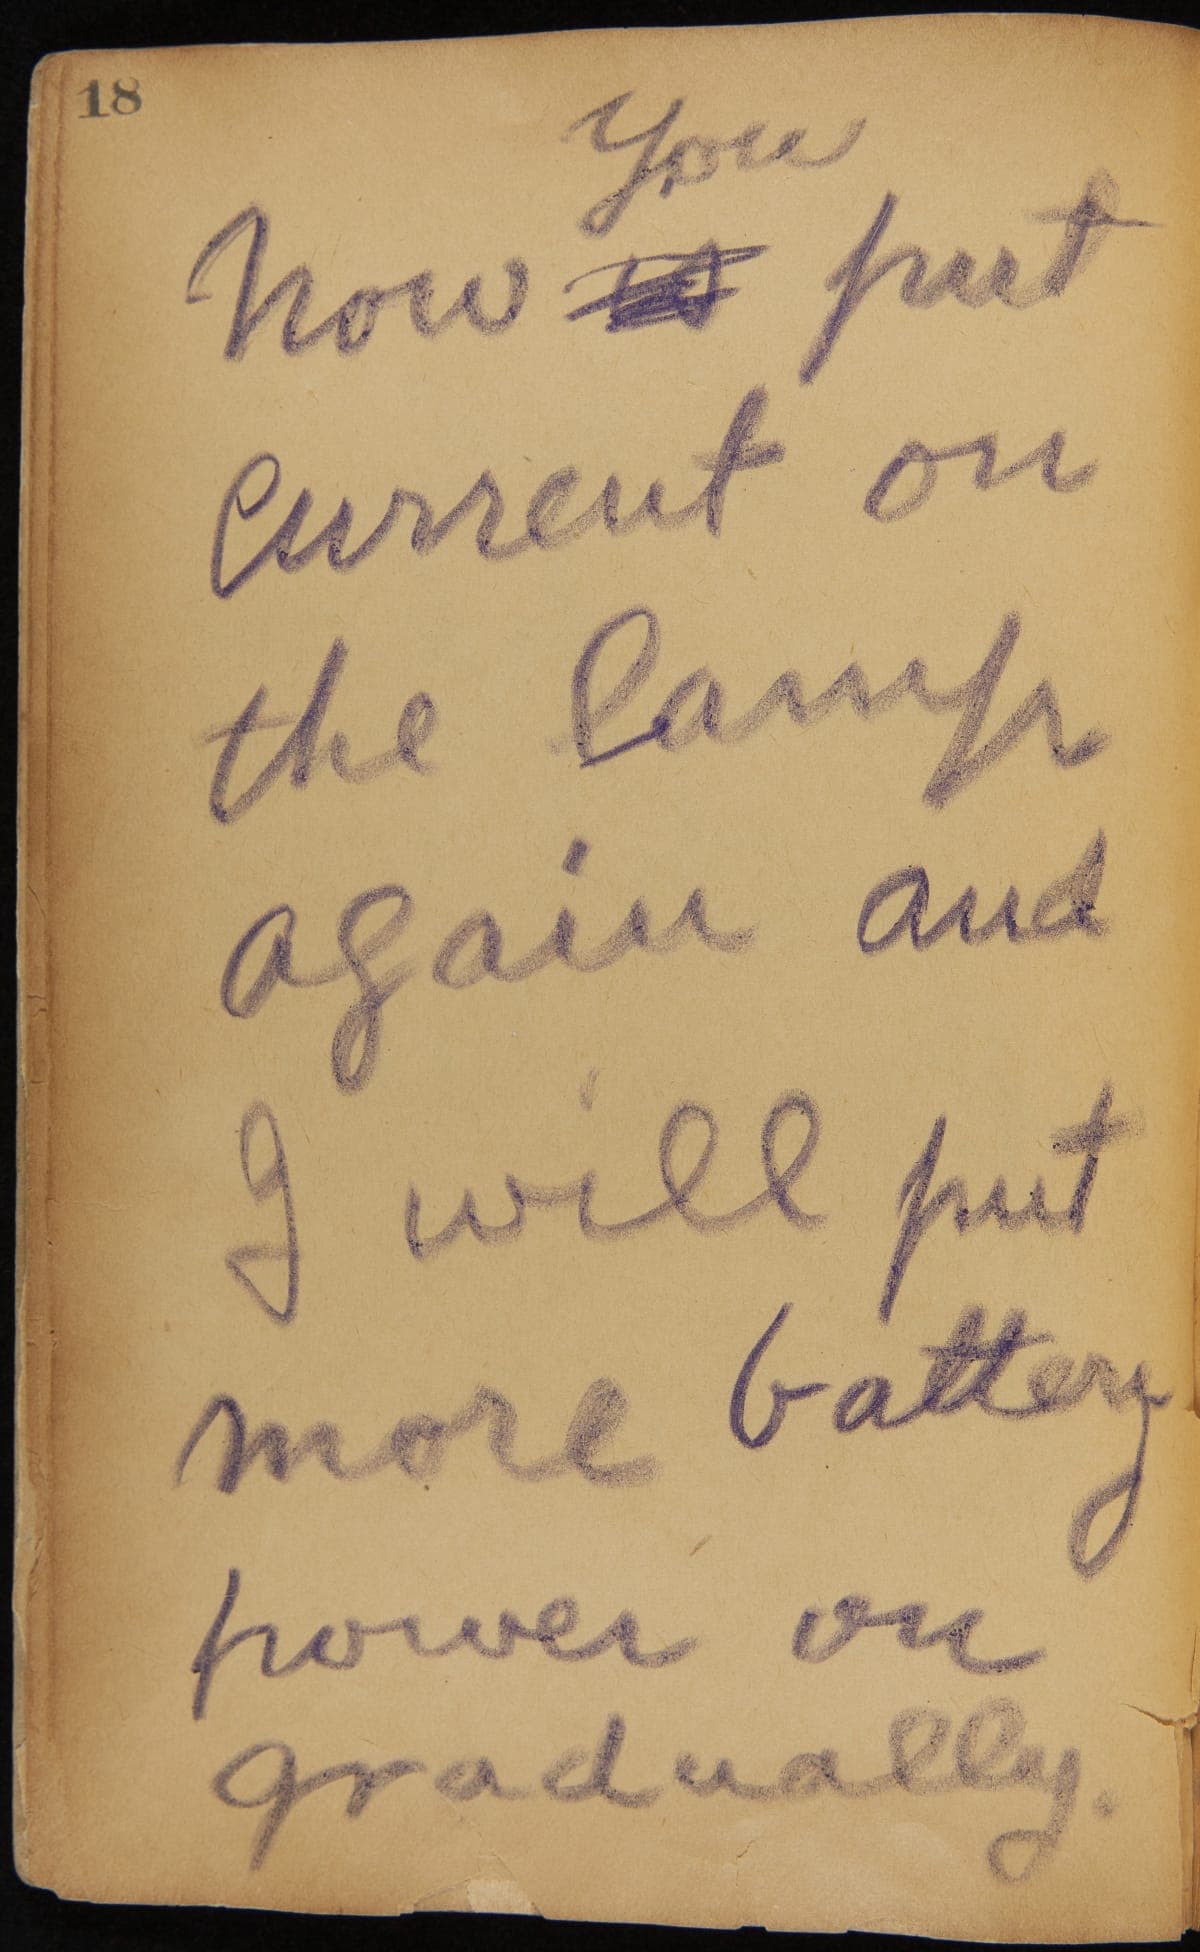 18
You
Now put
current on
the lamp
again and
I will put
more battery
power on
gradually.